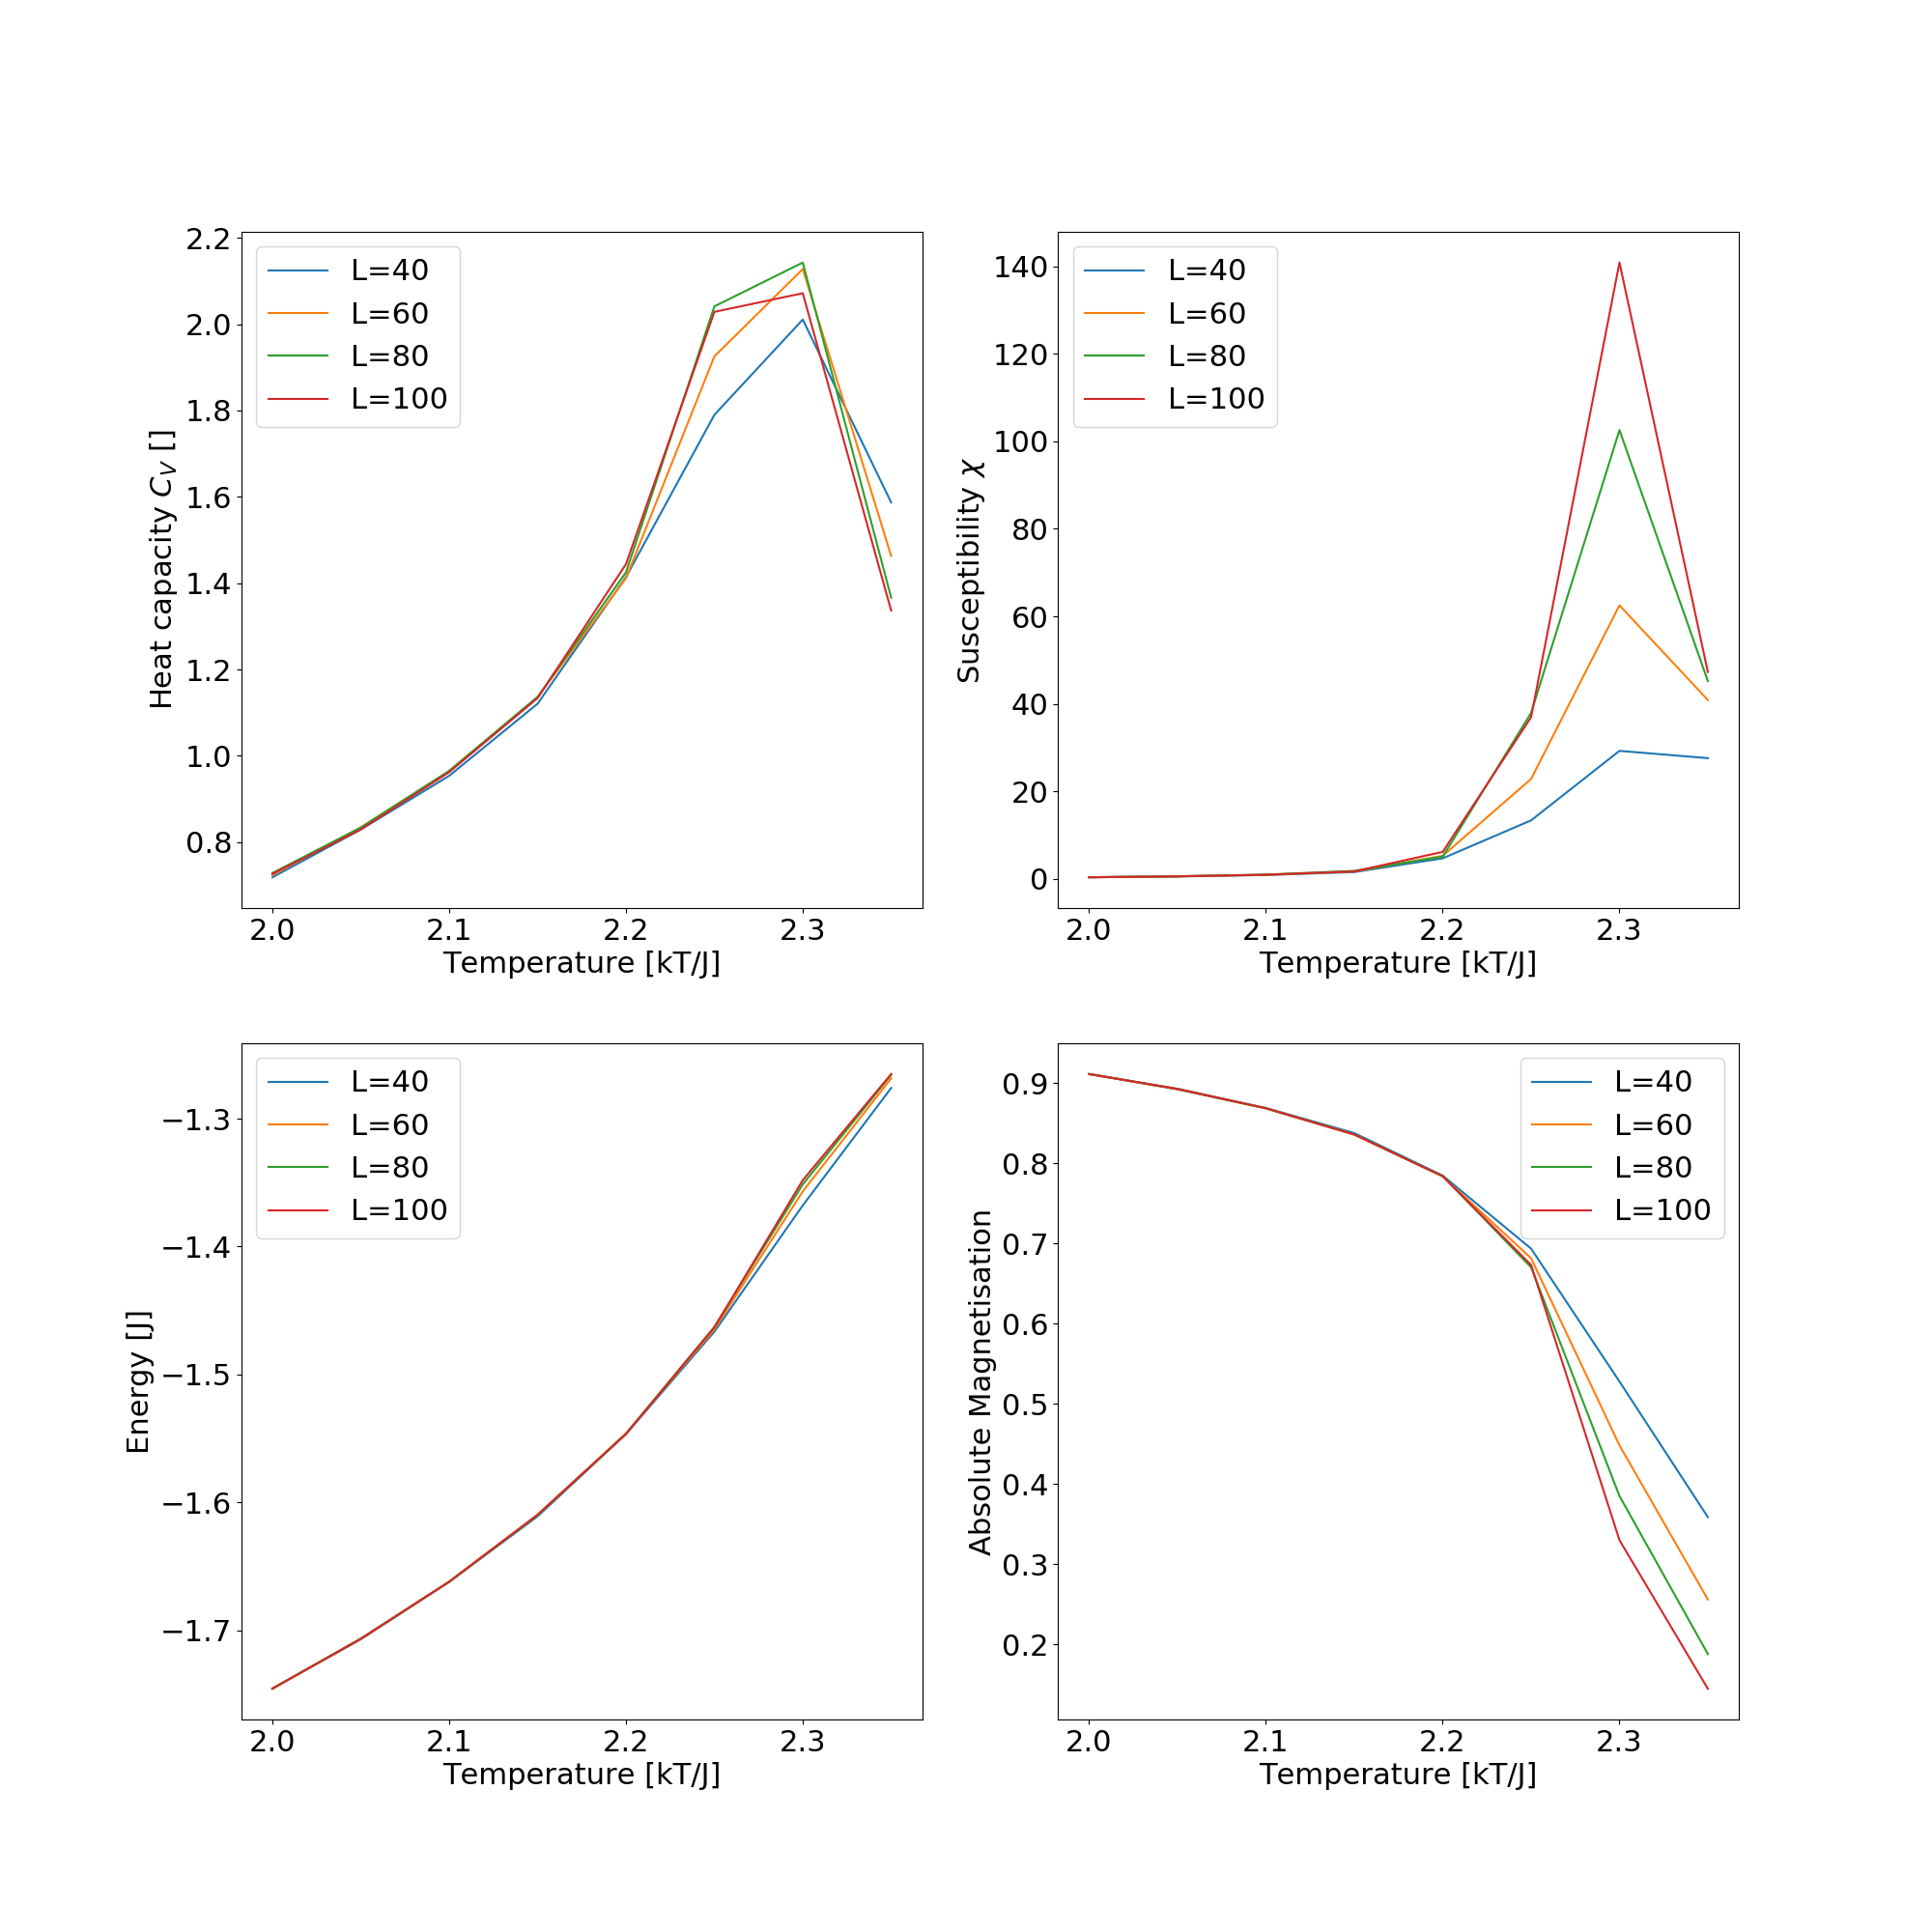 2.2
2.0
1.8
1.6
1.4
1.2
1.0
0.8
Heat capacity C_V []
L=40
L=60
L=80
L=100
2.0 2.1 2.2 2.3
Temperature [kT/J]
140
120
100
80
60
40
20
0
Susceptibility χ
L=40
L=60
L=80
L=100
2.0 2.1 2.2 2.3
Temperature [kT/J]
−1.3
−1.4
−1.5
−1.6
−1.7
Energy [J]
L=40
L=60
L=80
L=100
2.0 2.1 2.2 2.3
Temperature [kT/J]
0.9
0.8
0.7
0.6
0.5
0.4
0.3
0.2
Absolute Magnetisation
L=40
L=60
L=80
L=100
2.0 2.1 2.2 2.3
Temperature [kT/J]